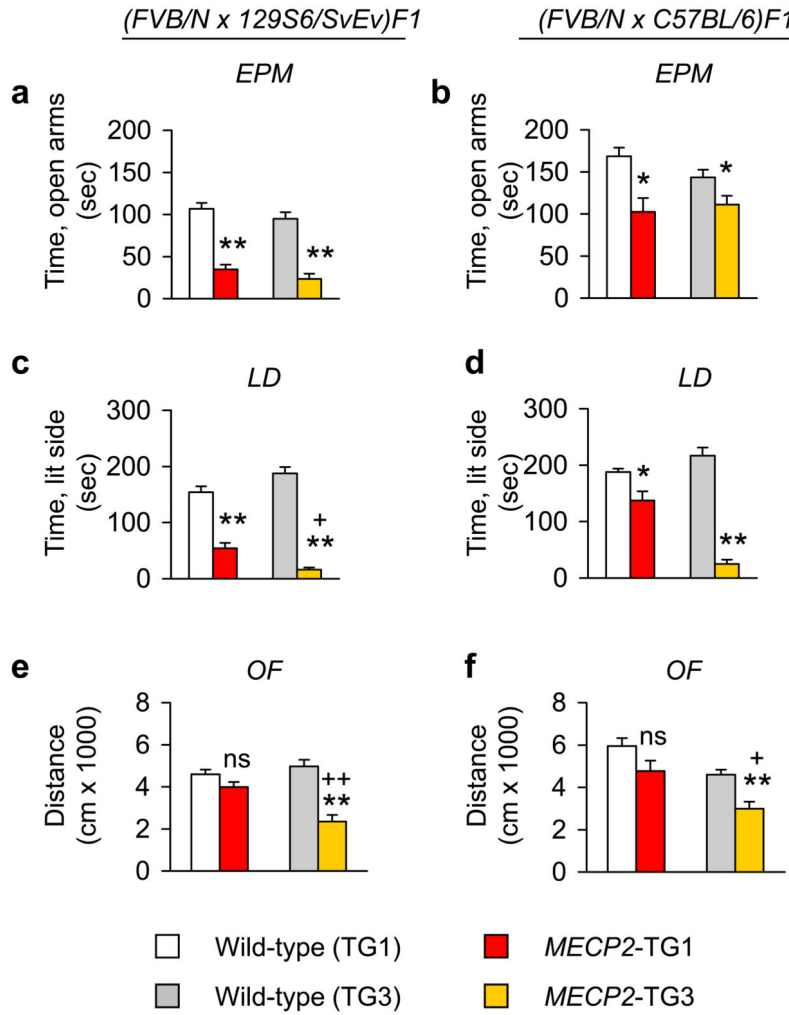 (FVB/N x 129S6/SvEv)F1
(FVB/N x C57BL/6)F1
a
EPM
Time, open arms
(sec)
200
150
100
50
0
**
**
b
EPM
Time, open arms
(sec)
200
150
100
50
0
*
*
c
LD
Time, lit side
(sec)
300
200
100
0
**
+
**
d
LD
Time, lit side
(sec)
300
200
100
0
*
**
e
OF
Distance
(cm x 1000)
8
6
4
2
0
ns
++
**
f
OF
Distance
(cm x 1000)
8
6
4
2
0
ns
+
**
Wild-type (TG1)
MECP2-TG1
Wild-type (TG3)
MECP2-TG3